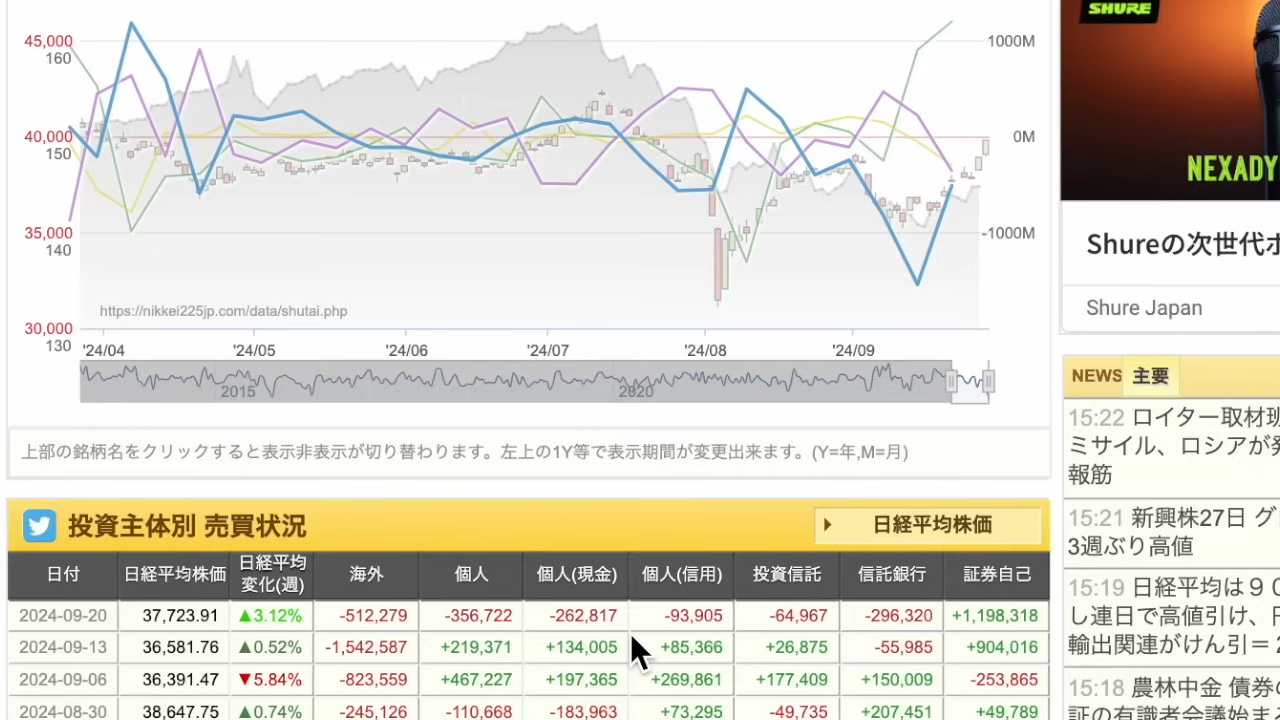 45,000
160
40,000
150
35,000
140
30,000
130
1000M
0M
-1000M
https://nikkei225jp.com/data/shutai.php
'24/04 '24/05 '24/06 '24/07 '24/08 '24/09
2015 2020
上部の銘柄名をクリックすると表示非表示が切り替わります。左上の1Y等で表示期間が変更出来ます。(Y=年,M=月)
投資主体別 売買状況 日経平均株価
日付 日経平均株価 日経平均変化(週) 海外 個人 個人(現金) 個人(信用) 投資信託 信託銀行 証券自己
2024-09-20 37,723.91 ▲3.12% -512,279 -356,722 -262,817 -93,905 -64,967 -296,320 +1,198,318
2024-09-13 36,581.76 ▲0.52% -1,542,587 +219,371 +134,005 +85,366 +26,875 -55,985 +904,016
2024-09-06 36,391.47 ▼5.84% -823,559 +467,227 +197,365 +269,861 +177,409 +150,009 -253,865
2024-08-30 38,647.75 ▲0.74% -245,126 -110,668 -183,963 +73,295 -49,735 +207,451 +49,789
SHURE
NEXADY
Shureの次世代
Shure Japan
NEWS 主要
15:22 ロイター取材
ミサイル、ロシアが
報筋
15:21 新興株27日
3週ぶり高値
15:19 日経平均は９
し連日で高値引け、
輸出関連がけん引＝
15:18 農林中金 債券
証の有識者会議始ま